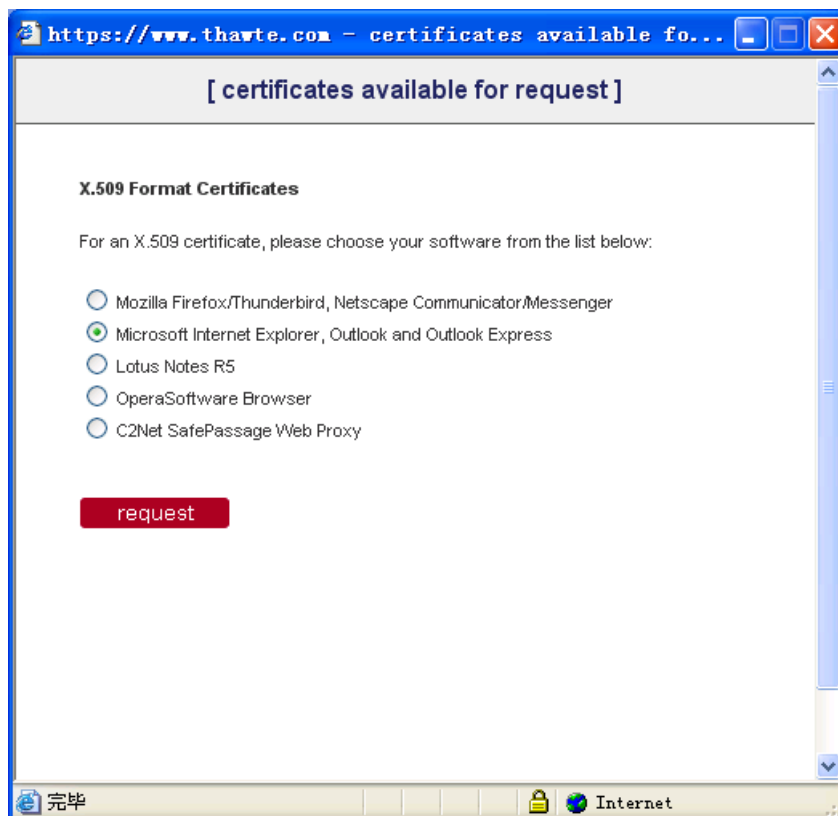 https://www.thawte.com - certificates available fo...
[ certificates available for request ]
X.509 Format Certificates
For an X.509 certificate, please choose your software from the list below:
Mozilla Firefox/Thunderbird, Netscape Communicator/Messenger
Microsoft Internet Explorer, Outlook and Outlook Express
Lotus Notes R5
OperaSoftware Browser
C2Net SafePassage Web Proxy
request
完毕 Internet